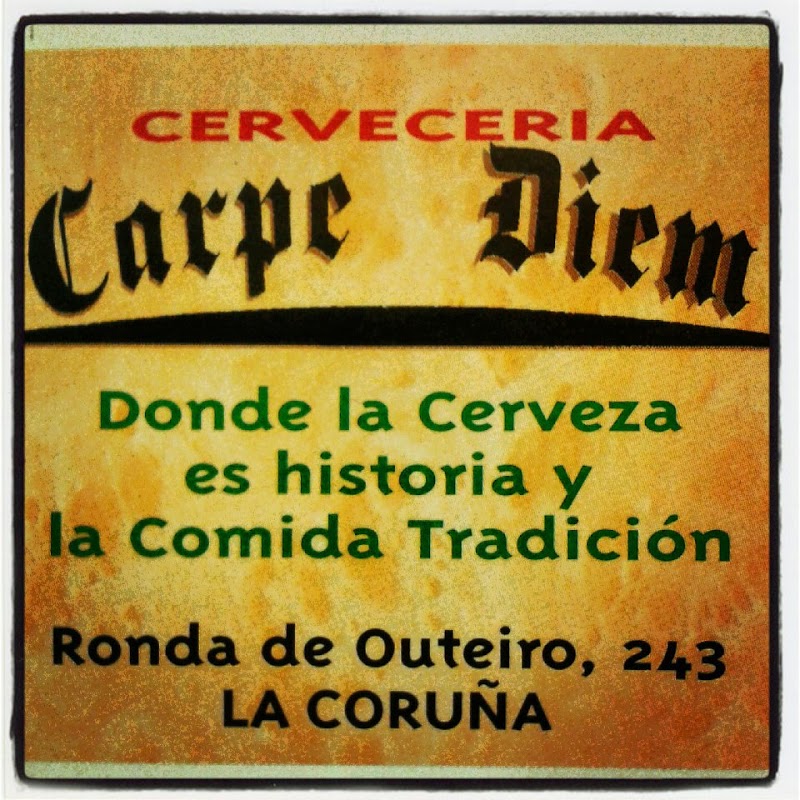 CERVECERIA
Carpe Diem
Donde la Cerveza
es historia y
la Comida Tradición
Ronda de Outeiro, 243
LA CORUÑA